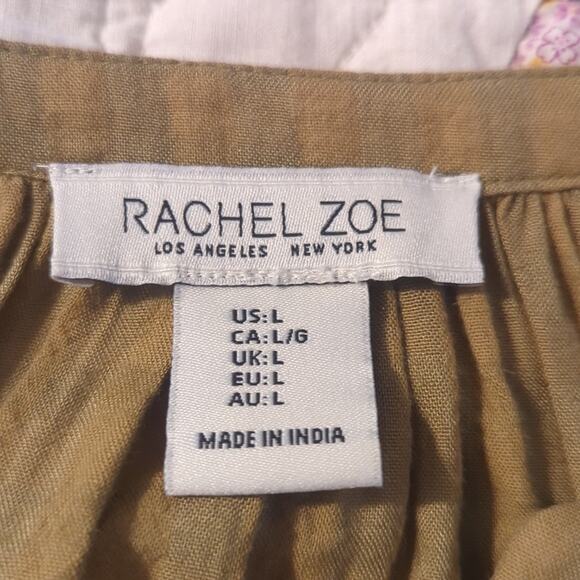 RACHEL ZOE
LOS ANGELES NEW YORK
US:L
CA:L/G
UK:L
EU:L
AU:L
MADE IN INDIA